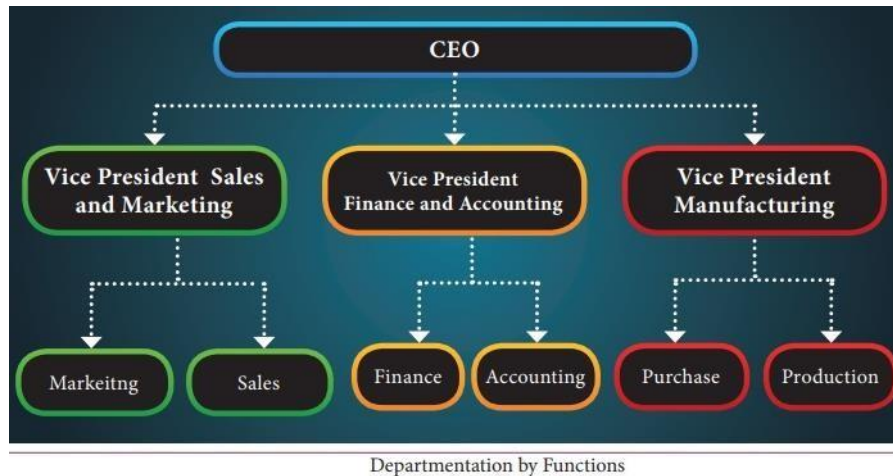 CEO
Vice President Sales
and Marketing
Vice President
Finance and Accounting
Vice President
Manufacturing
Markeitng
Sales
Finance
Accounting
Purchase
Production
Departmentation by Functions